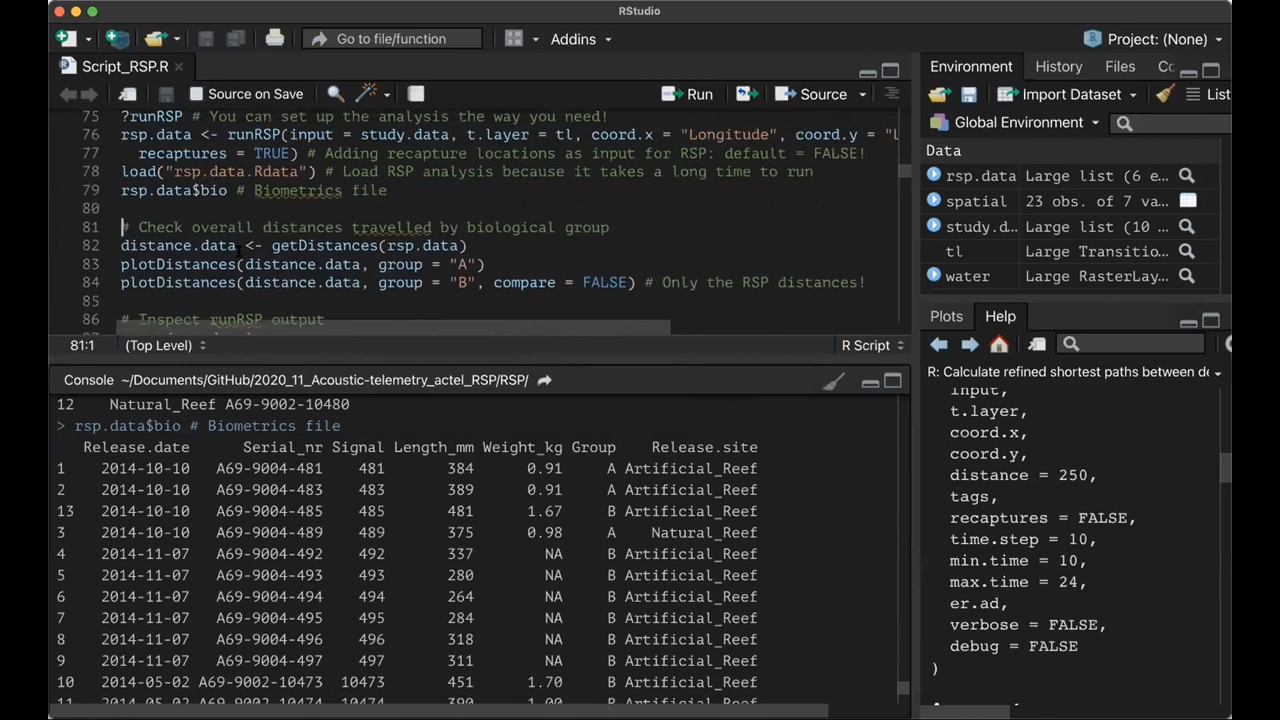 RStudio
Go to file/function
Addins
Project: (None)
Script_RSP.R
Source on Save
Run
Source
75 ?runRSP # You can set up the analysis the way you need!
76 rsp.data <- runRSP(input = study.data, t.layer = tl, coord.x = "Longitude", coord.y = "L
77 recaptures = TRUE) # Adding recapture locations as input for RSP: default = FALSE!
78 load("rsp.data.Rdata") # Load RSP analysis because it takes a long time to run
79 rsp.data$bio # Biometrics file
80
81 # Check overall distances travelled by biological group
82 distance.data <- getDistances(rsp.data)
83 plotDistances(distance.data, group = "A")
84 plotDistances(distance.data, group = "B", compare = FALSE) # Only the RSP distances!
85
86 # Inspect runRSP output
81:1 (Top Level) R Script
Console ~/Documents/GitHub/2020_11_Acoustic-telemetry_actel_RSP/RSP/
12 Natural_Reef A69-9002-10480
> rsp.data$bio # Biometrics file
Release.date Serial_nr Signal Length_mm Weight_kg Group Release.site
1 2014-10-10 A69-9004-481 481 384 0.91 A Artificial_Reef
2 2014-10-10 A69-9004-483 483 389 0.91 A Artificial_Reef
13 2014-10-10 A69-9004-485 485 481 1.67 B Artificial_Reef
3 2014-10-10 A69-9004-489 489 375 0.98 A Natural_Reef
4 2014-11-07 A69-9004-492 492 337 NA B Artificial_Reef
5 2014-11-07 A69-9004-493 493 280 NA B Artificial_Reef
6 2014-11-07 A69-9004-494 494 264 NA B Artificial_Reef
7 2014-11-07 A69-9004-495 495 284 NA B Artificial_Reef
8 2014-11-07 A69-9004-496 496 318 NA B Artificial_Reef
9 2014-11-07 A69-9004-497 497 311 NA B Artificial_Reef
10 2014-05-02 A69-9002-10473 10473 451 1.70 B Artificial_Reef
Environment History Files
Import Dataset List
Global Environment
Data
rsp.data Large list (6 e…
spatial 23 obs. of 7 va…
study.d… Large list (10 …
tl Large Transitio…
water Large RasterLay…
Plots Help
R: Calculate refined shortest paths between de
input,
t.layer,
coord.x,
coord.y,
distance = 250,
tags,
recaptures = FALSE,
time.step = 10,
min.time = 10,
max.time = 24,
er.ad,
verbose = FALSE,
debug = FALSE
)